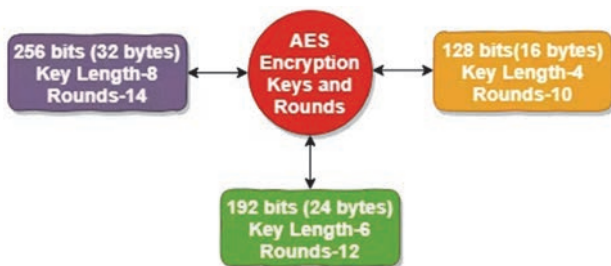 256 bits (32 bytes)
Key Length-8
Rounds-14
AES
Encryption
Keys and
Rounds
128 bits(16 bytes)
Key Length-4
Rounds-10
192 bits (24 bytes)
Key Length-6
Rounds-12